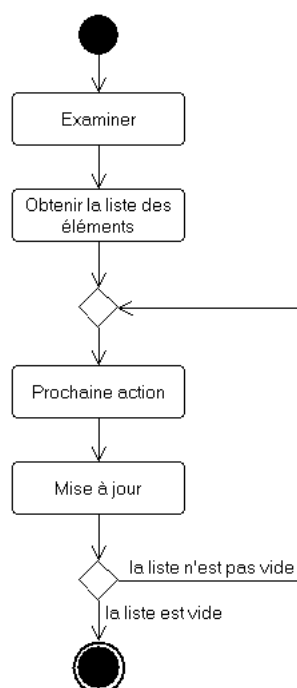 Examiner
Obtenir la liste des
éléments
Prochaine action
Mise à jour
la liste n'est pas vide
la liste est vide